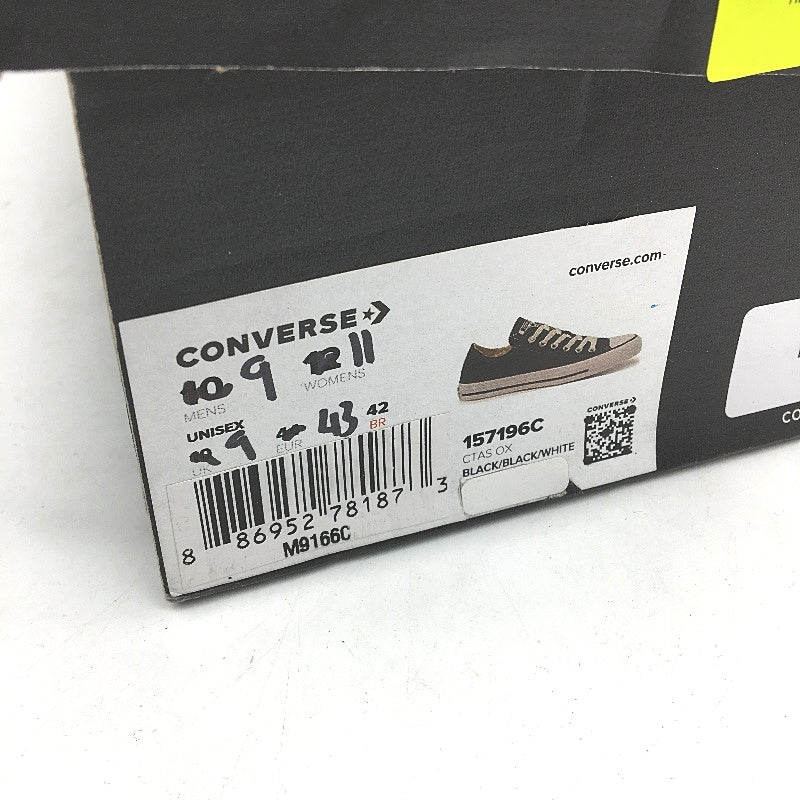 converse.com
CONVERSE
10 9 12 11
MENS WOMENS
UNISEX
9 43 42
UK EUR BR
CONVERSE
157196C
CTAS OX
BLACK/BLACK/WHITE
8 86952 78187 3
M9166C
CO